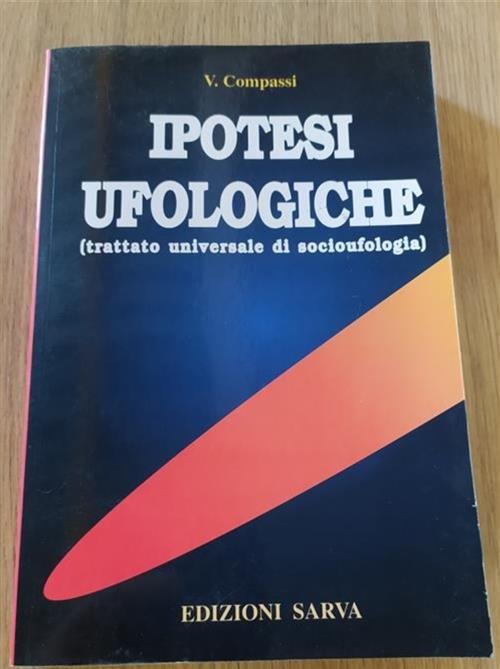 V. Compassi
IPOTESI
UFOLOGICHE
(trattato universale di socioufologia)
EDIZIONI SARVA